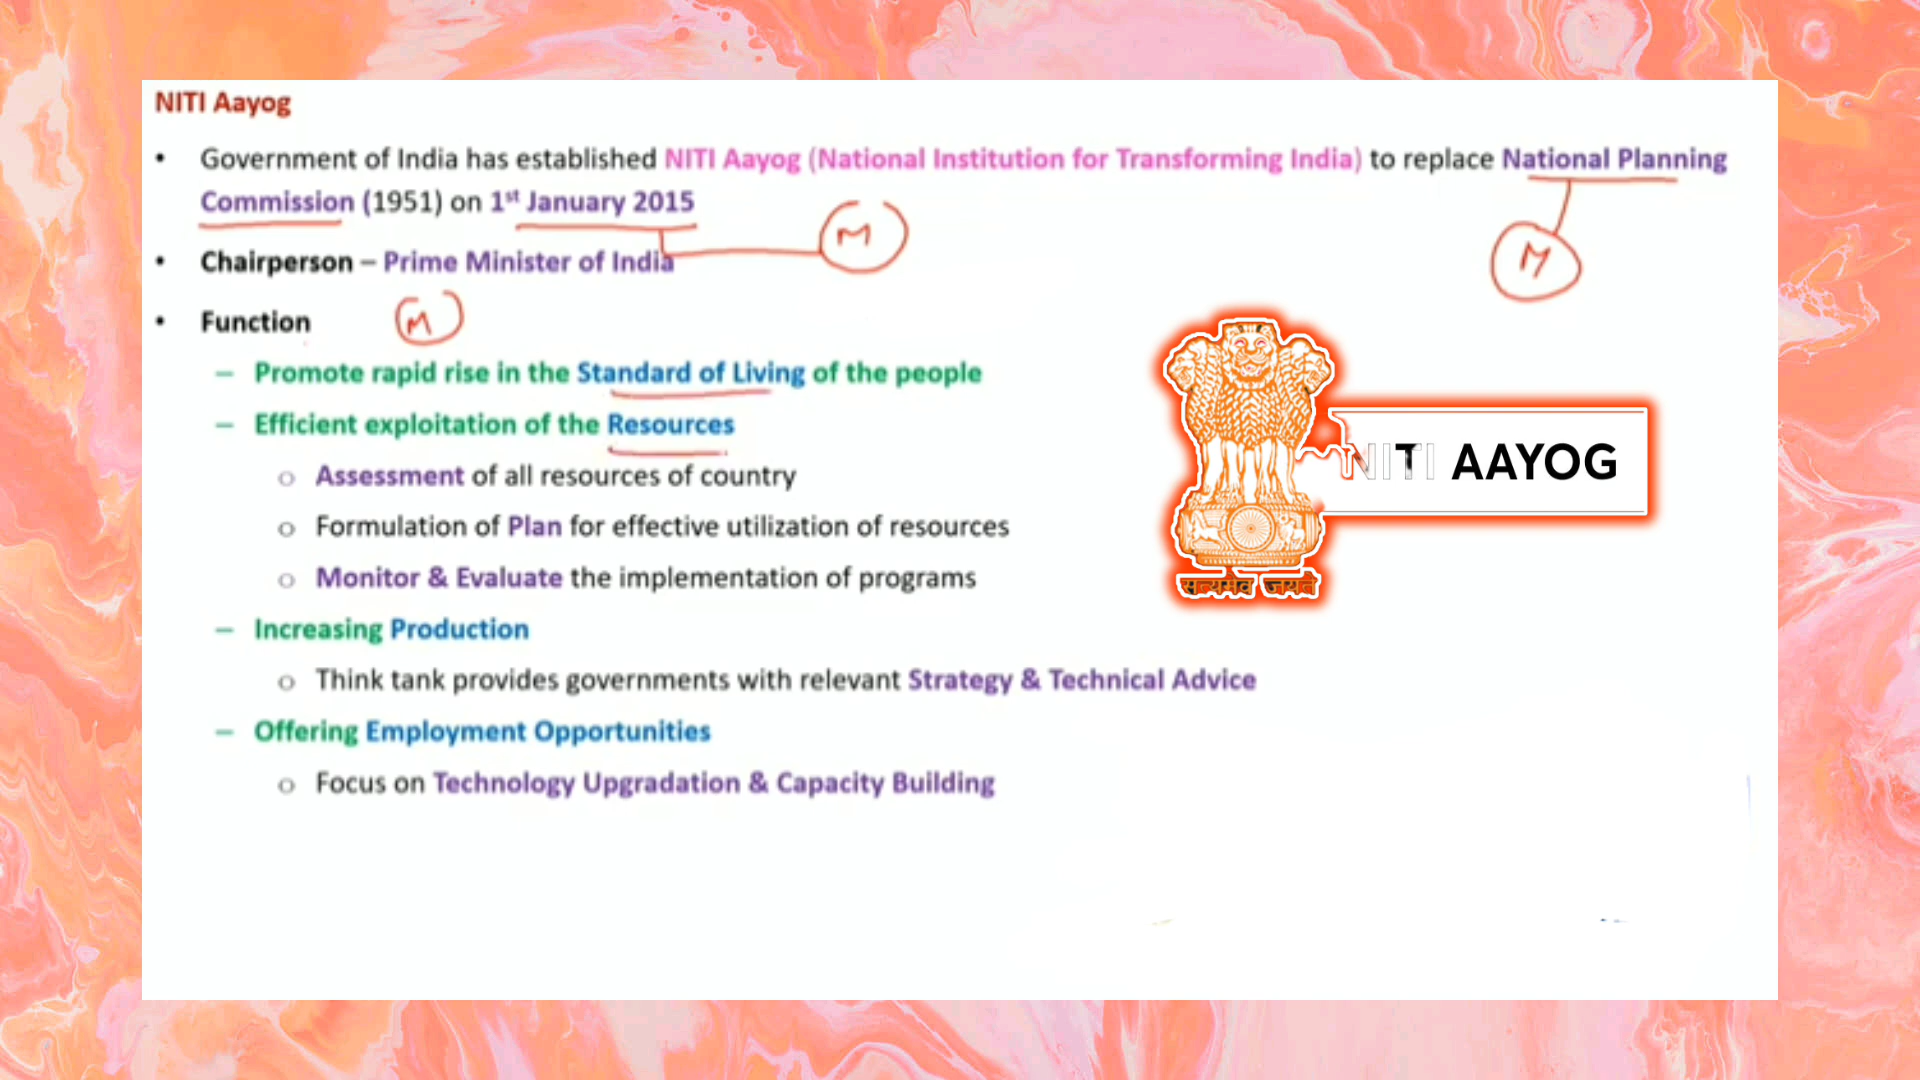 NITI Aayog
• Government of India has established NITI Aayog (National Institution for Transforming India) to replace National Planning
Commission (1951) on 1st January 2015
M
M
• Chairperson – Prime Minister of India
• Function
M
– Promote rapid rise in the Standard of Living of the people
– Efficient exploitation of the Resources
o Assessment of all resources of country
o Formulation of Plan for effective utilization of resources
o Monitor & Evaluate the implementation of programs
– Increasing Production
o Think tank provides governments with relevant Strategy & Technical Advice
– Offering Employment Opportunities
o Focus on Technology Upgradation & Capacity Building
NITI AAYOG
सत्यमेव जयते